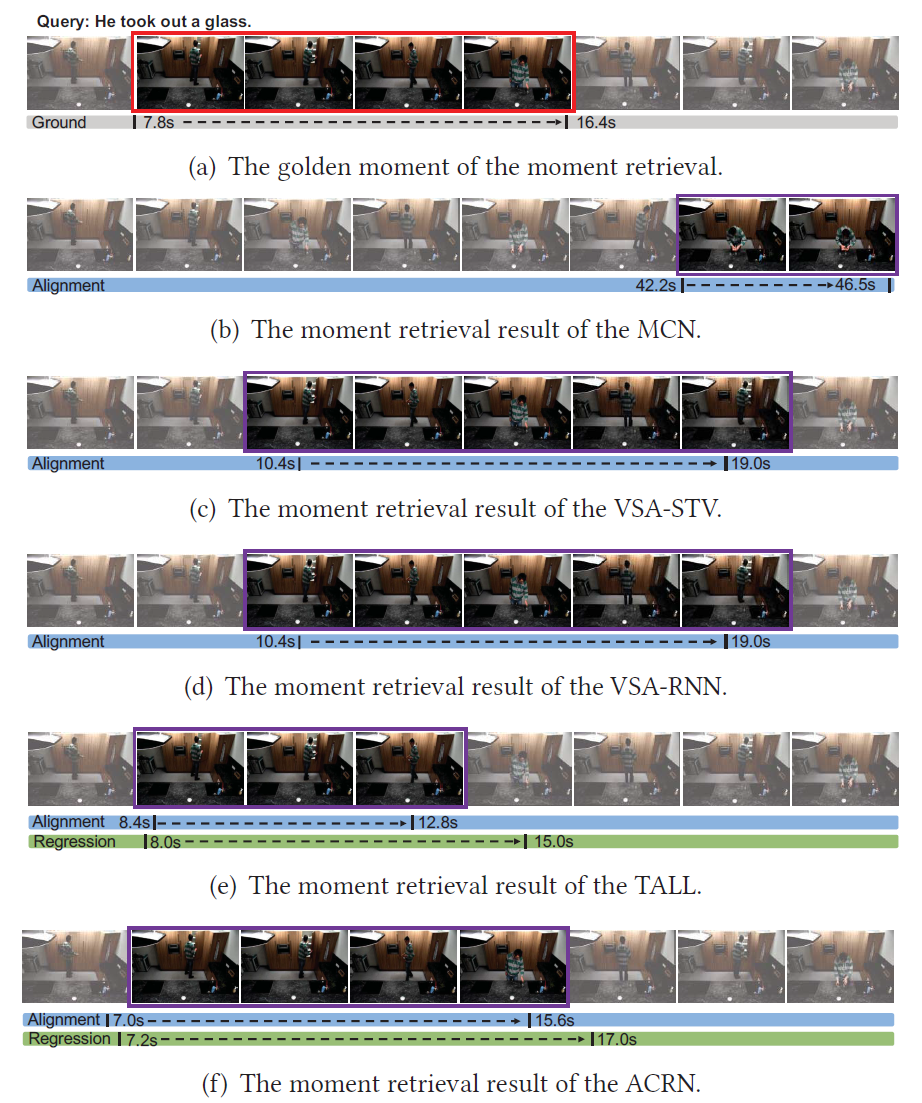 Query: He took out a glass.
Ground 7.8s 16.4s
(a) The golden moment of the moment retrieval.
Alignment 42.2s 46.5s
(b) The moment retrieval result of the MCN.
Alignment 10.4s 19.0s
(c) The moment retrieval result of the VSA-STV.
Alignment 10.4s 19.0s
(d) The moment retrieval result of the VSA-RNN.
Alignment 8.4s 12.8s
Regression 8.0s 15.0s
(e) The moment retrieval result of the TALL.
Alignment 7.0s 15.6s
Regression 7.2s 17.0s
(f) The moment retrieval result of the ACRN.